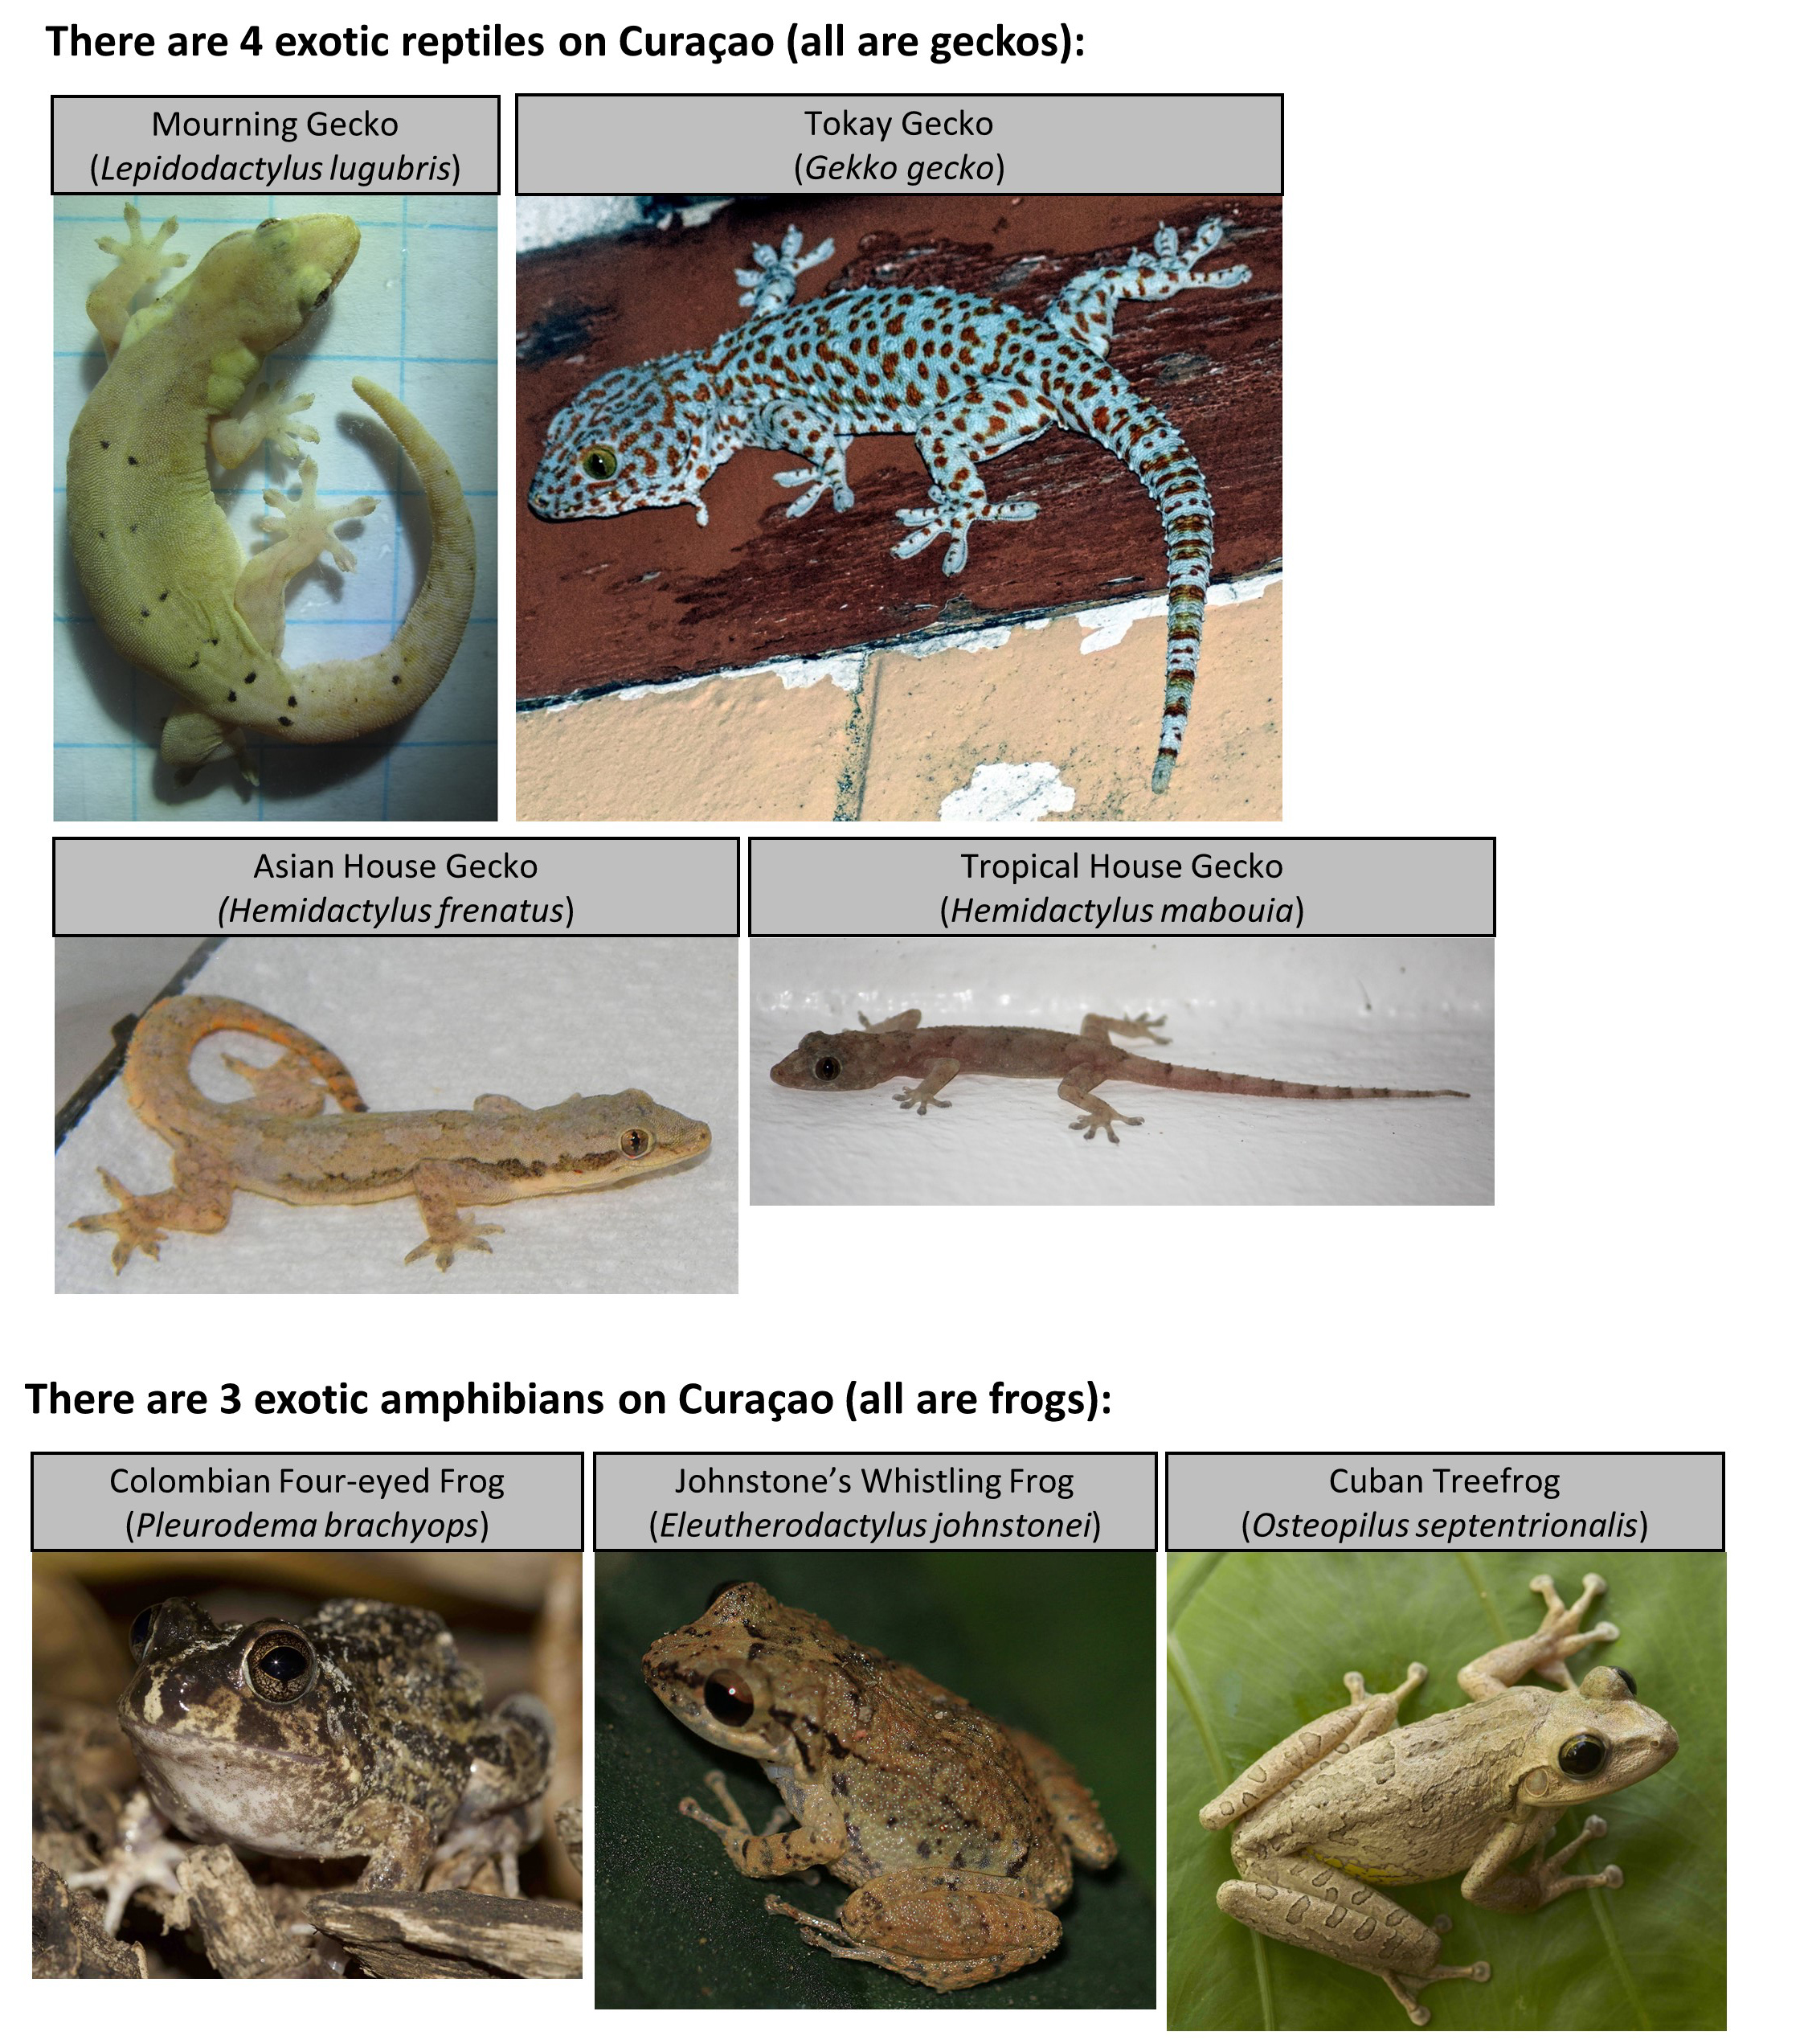 There are 4 exotic reptiles on Curaçao (all are geckos):
Mourning Gecko
(Lepidodactylus lugubris)
Tokay Gecko
(Gekko gecko)
Asian House Gecko
(Hemidactylus frenatus)
Tropical House Gecko
(Hemidactylus mabouia)
There are 3 exotic amphibians on Curaçao (all are frogs):
Colombian Four-eyed Frog
(Pleurodema brachyops)
Johnstone’s Whistling Frog
(Eleutherodactylus johnstonei)
Cuban Treefrog
(Osteopilus septentrionalis)